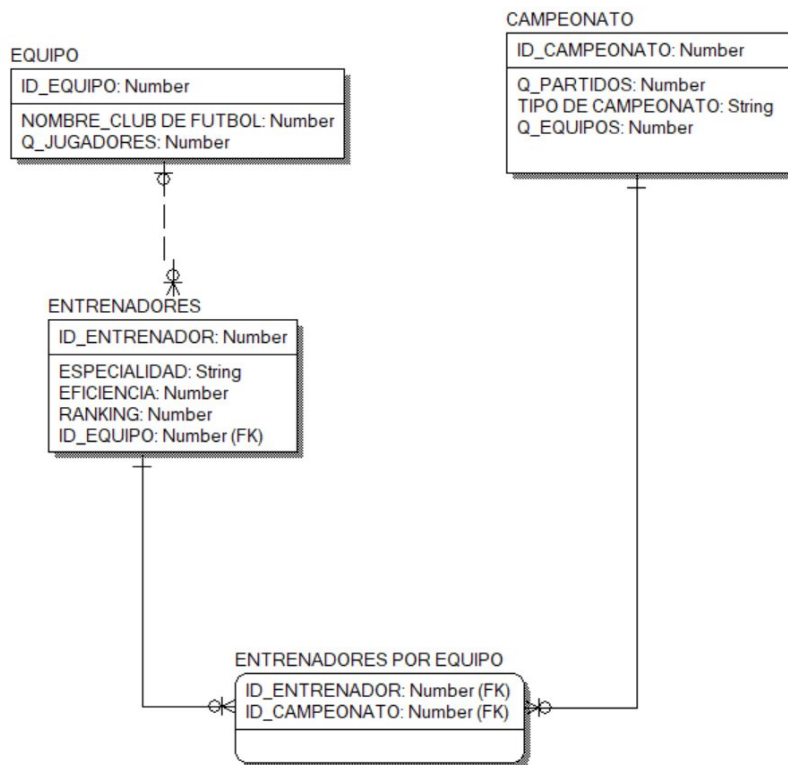 EQUIPO
ID_EQUIPO: Number
NOMBRE_CLUB DE FUTBOL: Number
Q_JUGADORES: Number
CAMPEONATO
ID_CAMPEONATO: Number
Q_PARTIDOS: Number
TIPO DE CAMPEONATO: String
Q_EQUIPOS: Number
ENTRENADORES
ID_ENTRENADOR: Number
ESPECIALIDAD: String
EFICIENCIA: Number
RANKING: Number
ID_EQUIPO: Number (FK)
ENTRENADORES POR EQUIPO
ID_ENTRENADOR: Number (FK)
ID_CAMPEONATO: Number (FK)